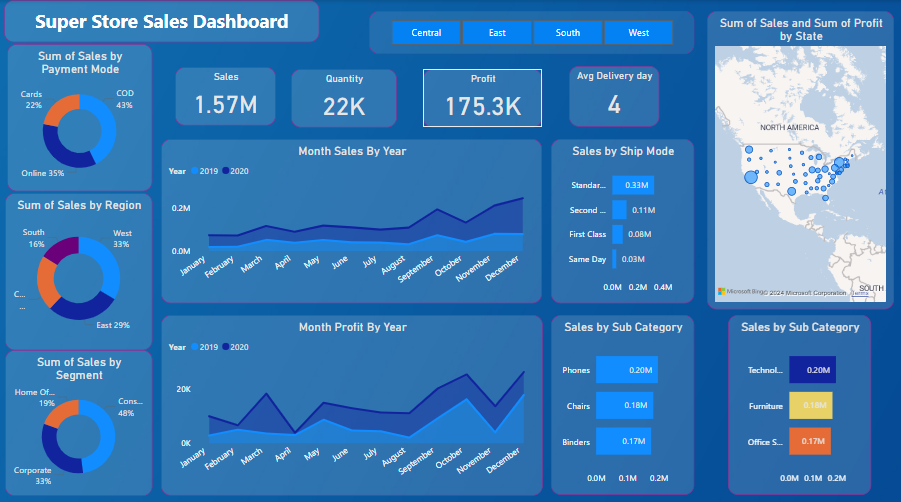 Super Store Sales Dashboard
Central
East
South
West
Sum of Sales by
Payment Mode
Cards
22%
COD
43%
Online 35%
Sales
1.57M
Quantity
22K
Profit
175.3K
Avg Delivery day
4
Sum of Sales and Sum of Profit
by State
NORTH AMERICA
A
SOUTH
Microsoft Bing
© 2024 Microsoft Corporation
Terms
Month Sales By Year
Year 2019 2020
0.2M
0.0M
January
February
March
April
May
June
July
August
September
October
November
December
Sales by Ship Mode
Standar... 0.33M
Second ... 0.11M
First Class 0.08M
Same Day 0.03M
0.0M 0.2M 0.4M
Sum of Sales by Region
South
16%
West
33%
C...
...
East 29%
Sum of Sales by
Segment
Home Of...
19%
Cons...
48%
Corporate
33%
Month Profit By Year
Year 2019 2020
20K
0K
January
February
March
April
May
June
July
August
September
October
November
December
Sales by Sub Category
Phones 0.20M
Chairs 0.18M
Binders 0.17M
0.0M 0.1M 0.2M
Sales by Sub Category
Technol... 0.20M
Furniture 0.18M
Office S... 0.17M
0.0M 0.1M 0.2M